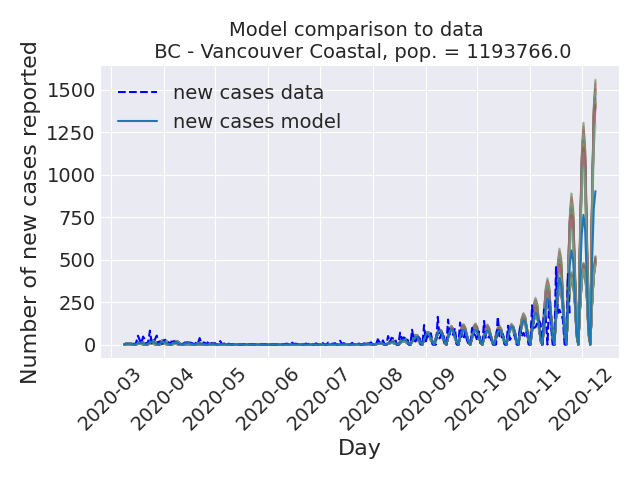 Model comparison to data
BC - Vancouver Coastal, pop. = 1193766.0
Number of new cases reported
1500
1250
1000
750
500
250
0
new cases data
new cases model
2020-03
2020-04
2020-05
2020-06
2020-07
2020-08
2020-09
2020-10
2020-11
2020-12
Day